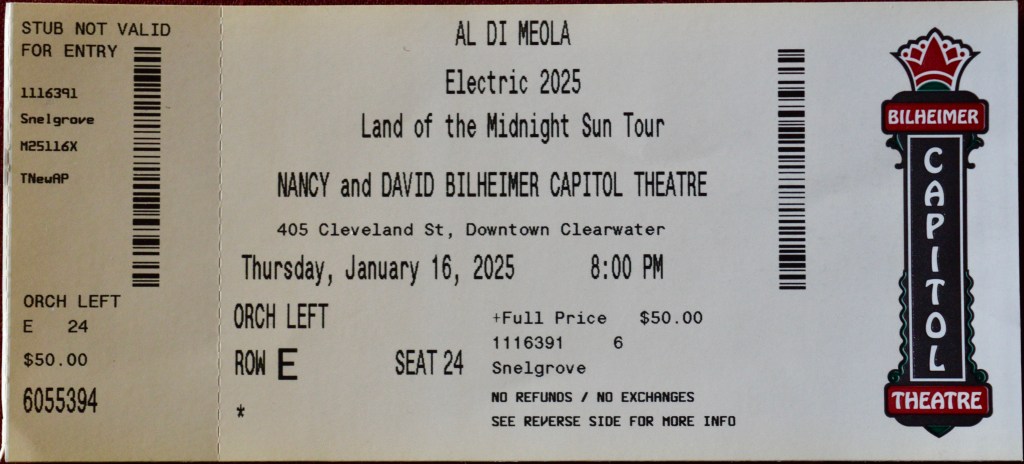 STUB NOT VALID
FOR ENTRY
1116391
Snelgrove
M25116X
TNewAP
ORCH LEFT
E 24
$50.00
6055394
AL DI MEOLA
Electric 2025
Land of the Midnight Sun Tour
NANCY and DAVID BILHEIMER CAPITOL THEATRE
405 Cleveland St, Downtown Clearwater
Thursday, January 16, 2025 8:00 PM
ORCH LEFT
ROW E SEAT 24
*
+Full Price $50.00
1116391 6
Snelgrove
NO REFUNDS / NO EXCHANGES
SEE REVERSE SIDE FOR MORE INFO
BILHEIMER
CAPITOL
THEATRE